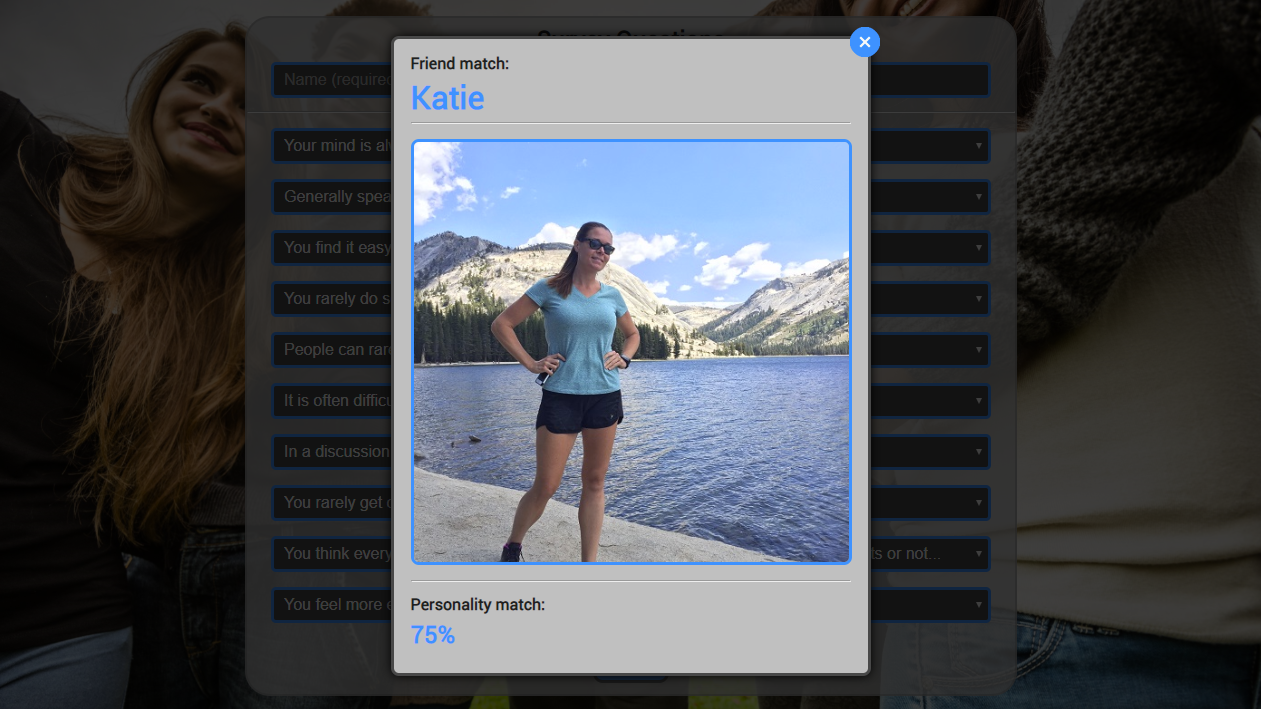 Survey Questions
Friend match:
Katie
Name (required
Your mind is al
Generally spea
You find it easy
You rarely do s
People can rar
It is often difficu
In a discussion
You rarely get
You think every
ts or not...
You feel more
Personality match:
75%